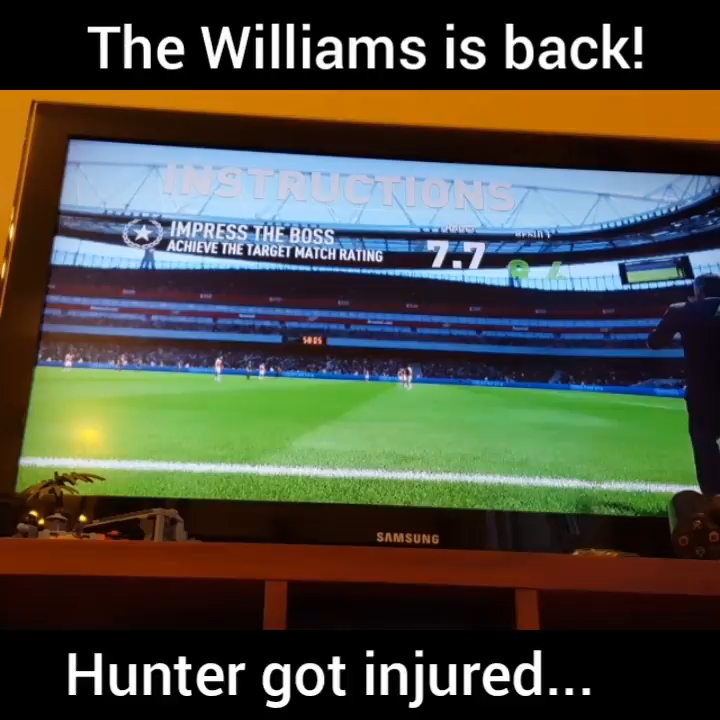 The Williams is back!
INSTRUCTIONS
IMPRESS THE BOSS
ACHIEVE THE TARGET MATCH RATING
7.7
SAMSUNG
Hunter got injured...